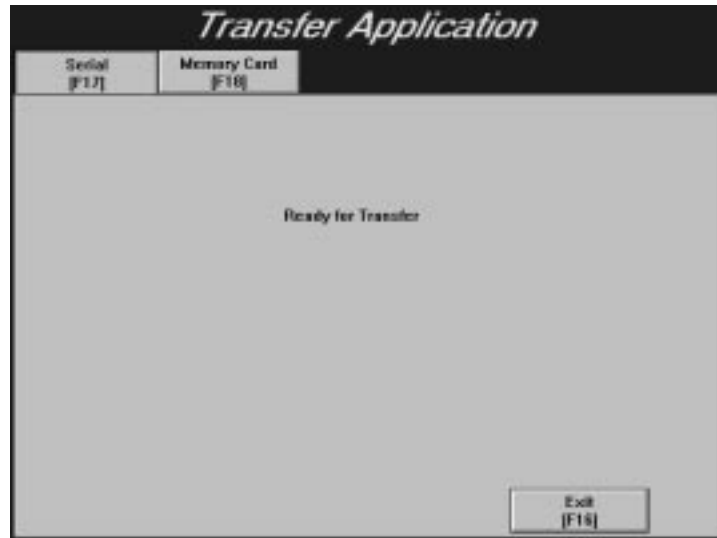 Transfer Application
Serial
[F17]
Memory Card
[F18]
Ready for Transfer
Exit
[F16]